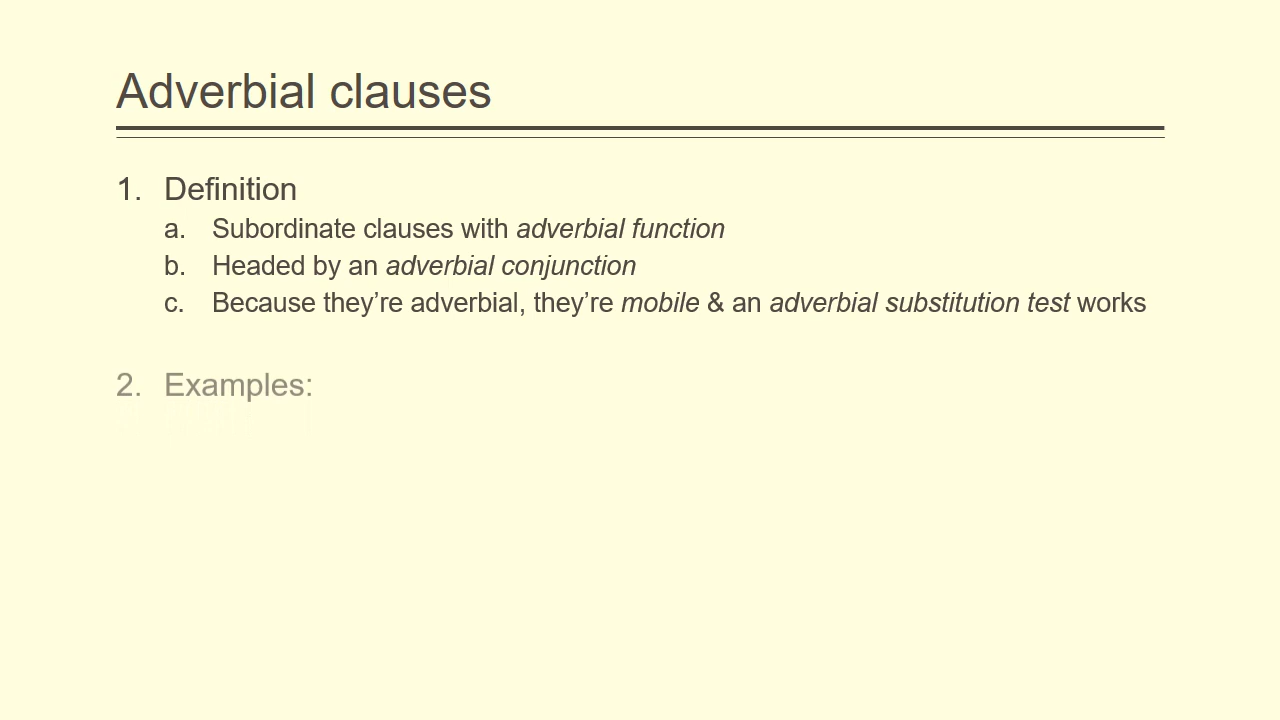 Adverbial clauses
1. Definition
a. Subordinate clauses with adverbial function
b. Headed by an adverbial conjunction
c. Because they’re adverbial, they’re mobile & an adverbial substitution test works
2. Examples: